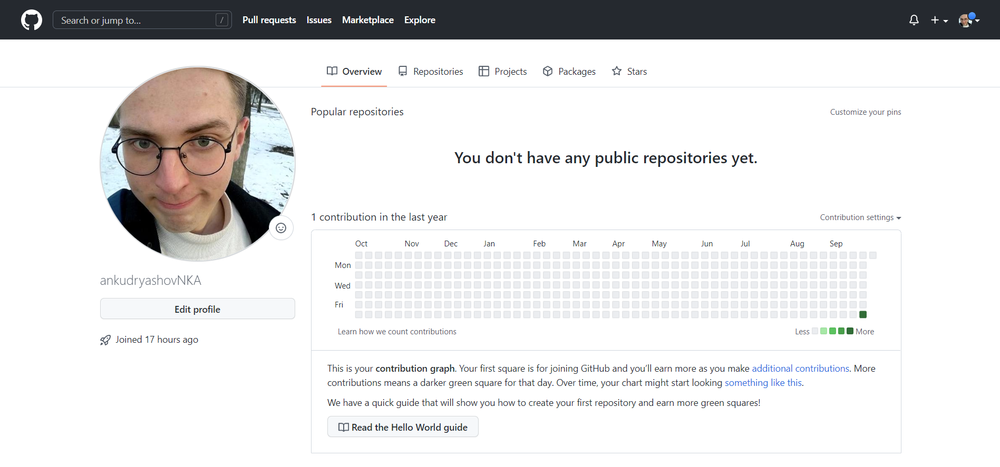 Search or jump to... /
Pull requests Issues Marketplace Explore
Overview Repositories Projects Packages Stars
ankudryashovNKA
Edit profile
Joined 17 hours ago
Popular repositories
Customize your pins
You don't have any public repositories yet.
1 contribution in the last year
Contribution settings
Oct Nov Dec Jan Feb Mar Apr May Jun Jul Aug Sep
Mon
Wed
Fri
Learn how we count contributions
Less More
This is your contribution graph. Your first square is for joining GitHub and you’ll earn more as you make additional contributions. More
contributions means a darker green square for that day. Over time, your chart might start looking something like this.
We have a quick guide that will show you how to create your first repository and earn more green squares!
Read the Hello World guide